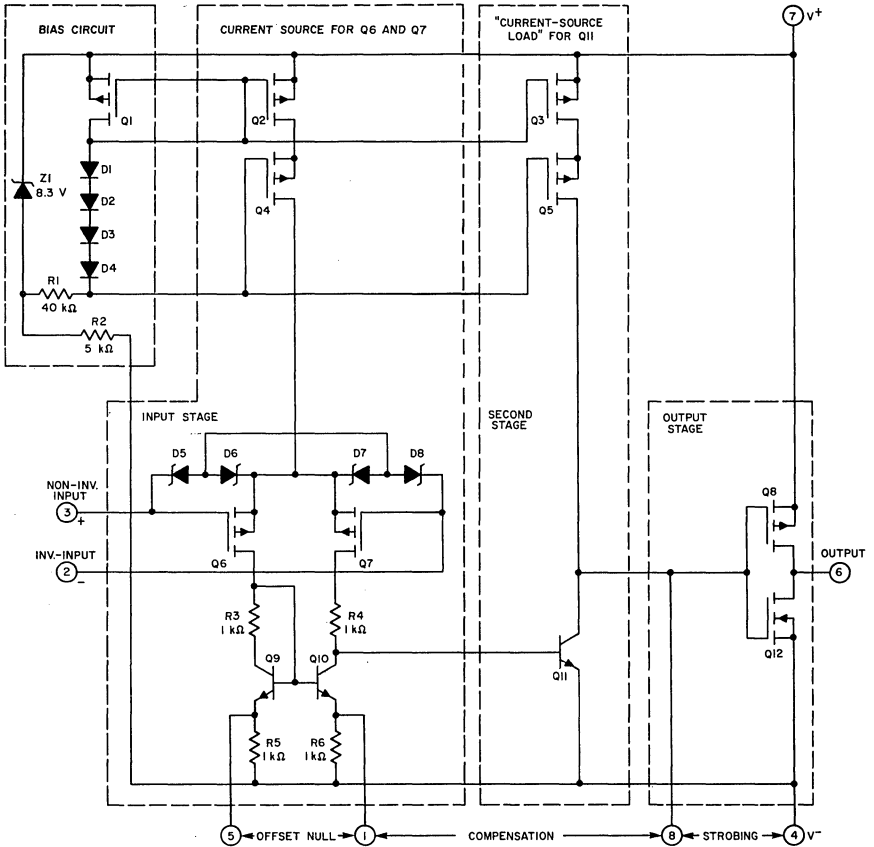 BIAS CIRCUIT
CURRENT SOURCE FOR Q6 AND Q7
"CURRENT-SOURCE
LOAD" FOR Q11
7 V+
Q1
Q2
Q3
Z1
8.3 V
D1
D2
D3
D4
Q4
Q5
R1
40 kΩ
R2
5 kΩ
INPUT STAGE
SECOND
STAGE
OUTPUT
STAGE
D5
D6
D7
D8
NON-INV.
INPUT
3 +
INV.-INPUT
2 -
Q6
Q7
Q8
OUTPUT
6
Q12
R3
1 kΩ
R4
1 kΩ
Q9
Q10
Q11
R5
1 kΩ
R6
1 kΩ
5 OFFSET NULL 1 COMPENSATION 8 STROBING 4 V-